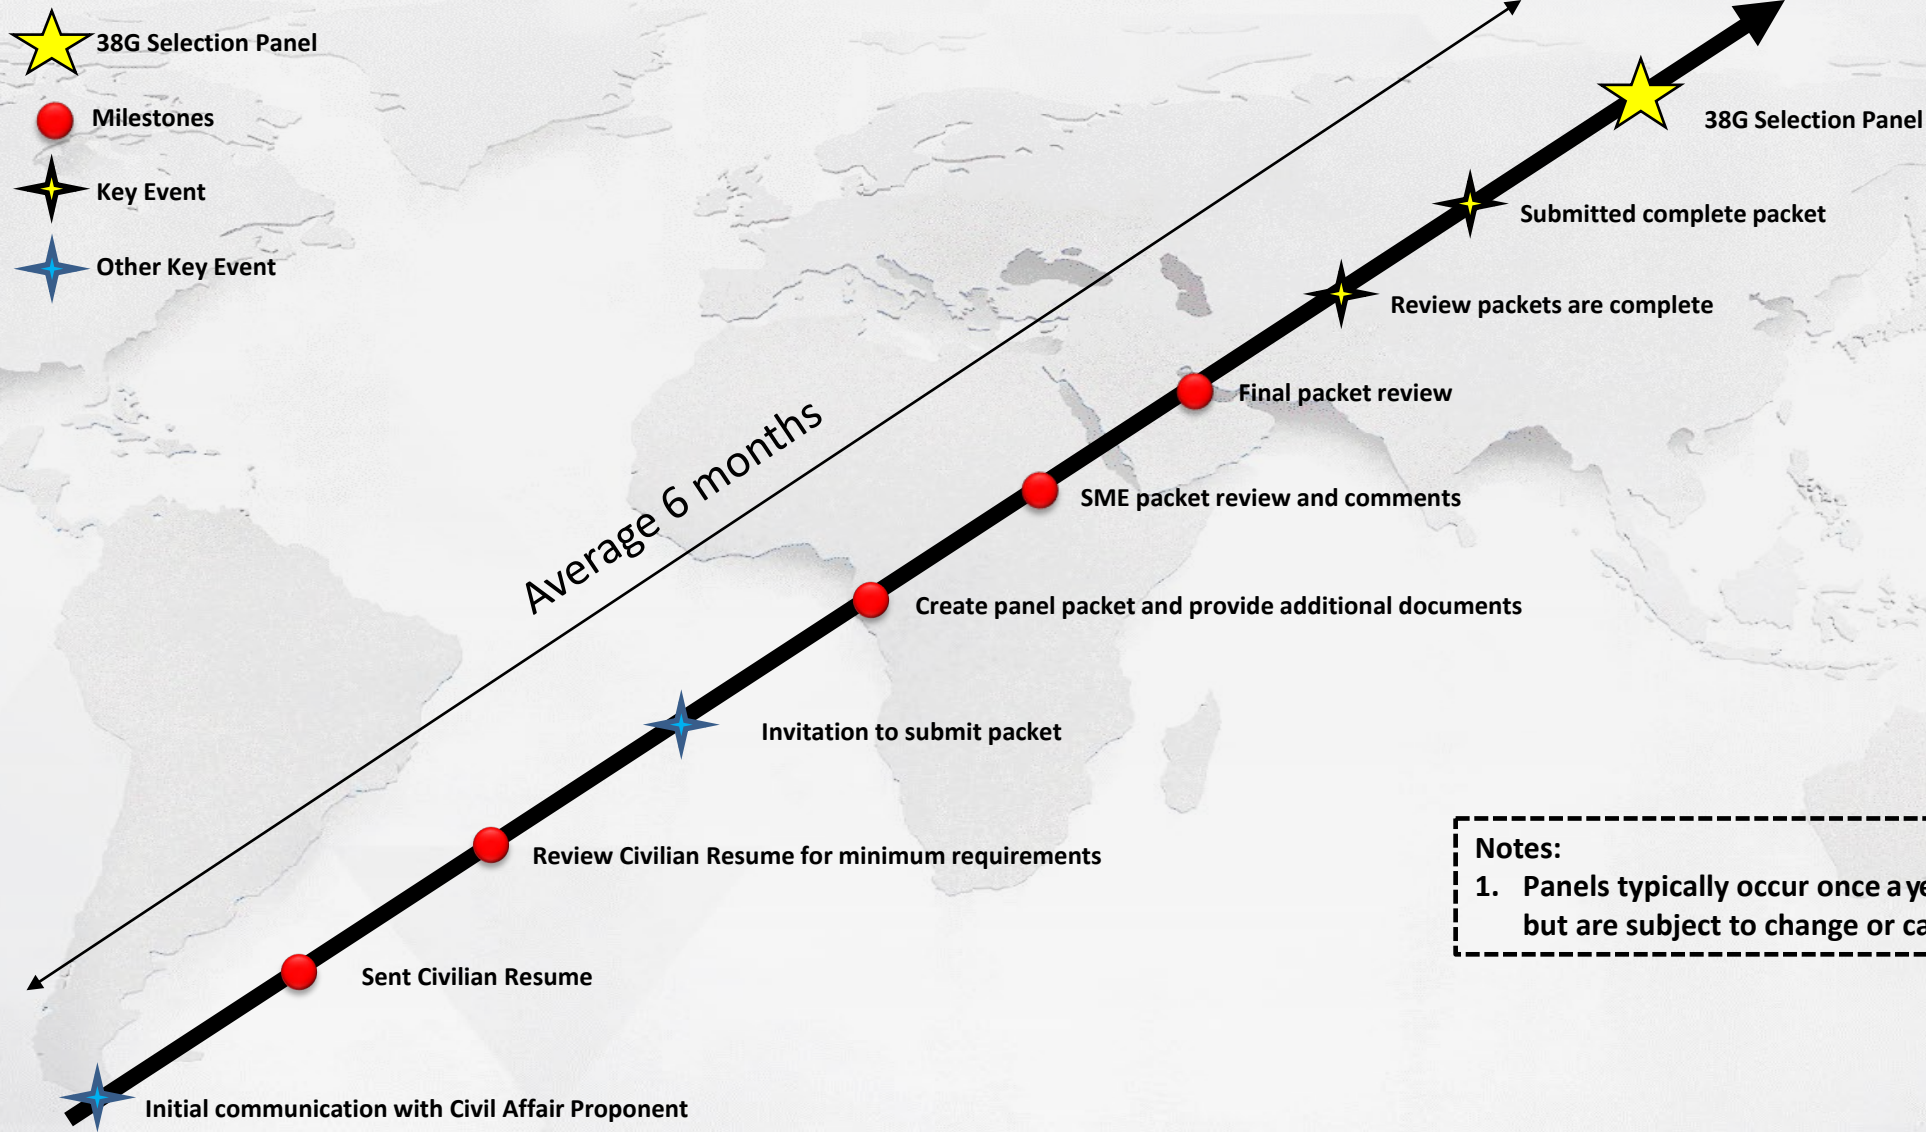 38G Selection Panel
Milestones
Key Event
Other Key Event
Average 6 months
38G Selection Panel
Submitted complete packet
Review packets are complete
Final packet review
SME packet review and comments
Create panel packet and provide additional documents
Invitation to submit packet
Review Civilian Resume for minimum requirements
Sent Civilian Resume
Initial communication with Civil Affair Proponent
Notes:
1. Panels typically occur once a
but are subject to change or